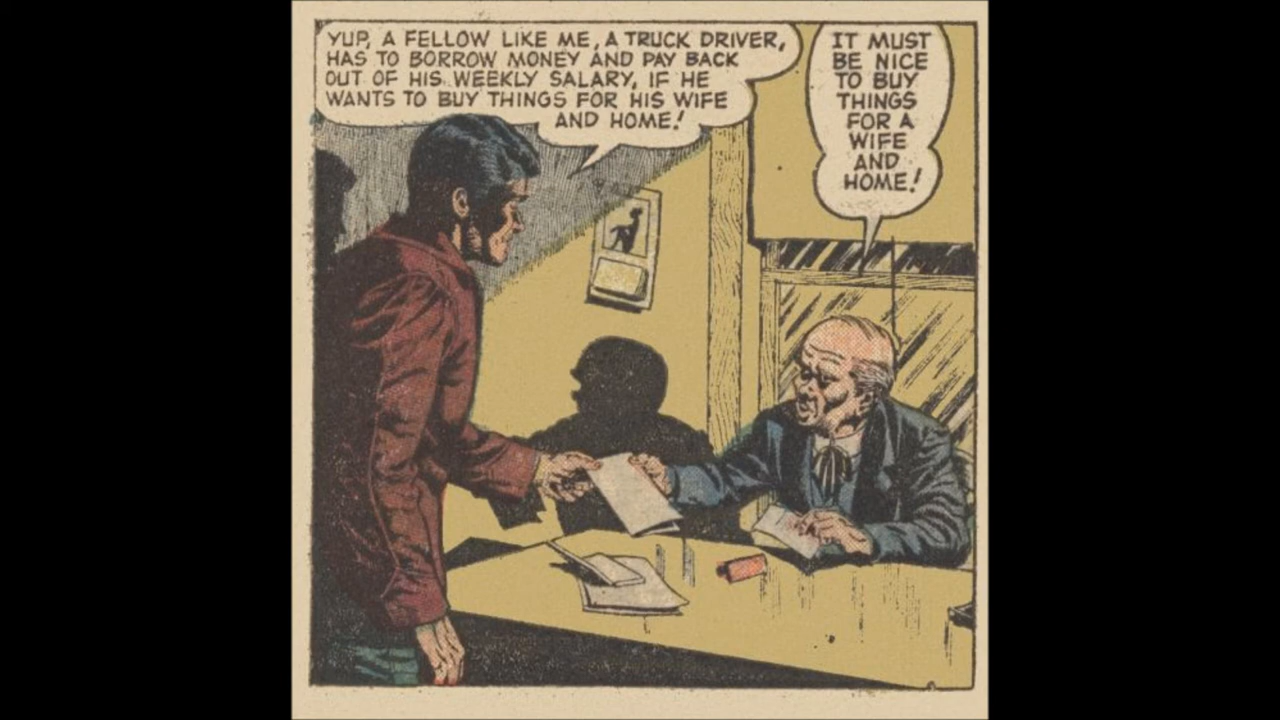 YUP, A FELLOW LIKE ME, A TRUCK DRIVER,
HAS TO BORROW MONEY AND PAY BACK
OUT OF HIS WEEKLY SALARY, IF HE
WANTS TO BUY THINGS FOR HIS WIFE
AND HOME!
IT MUST
BE NICE
TO BUY
THINGS
FOR A
WIFE
AND
HOME!